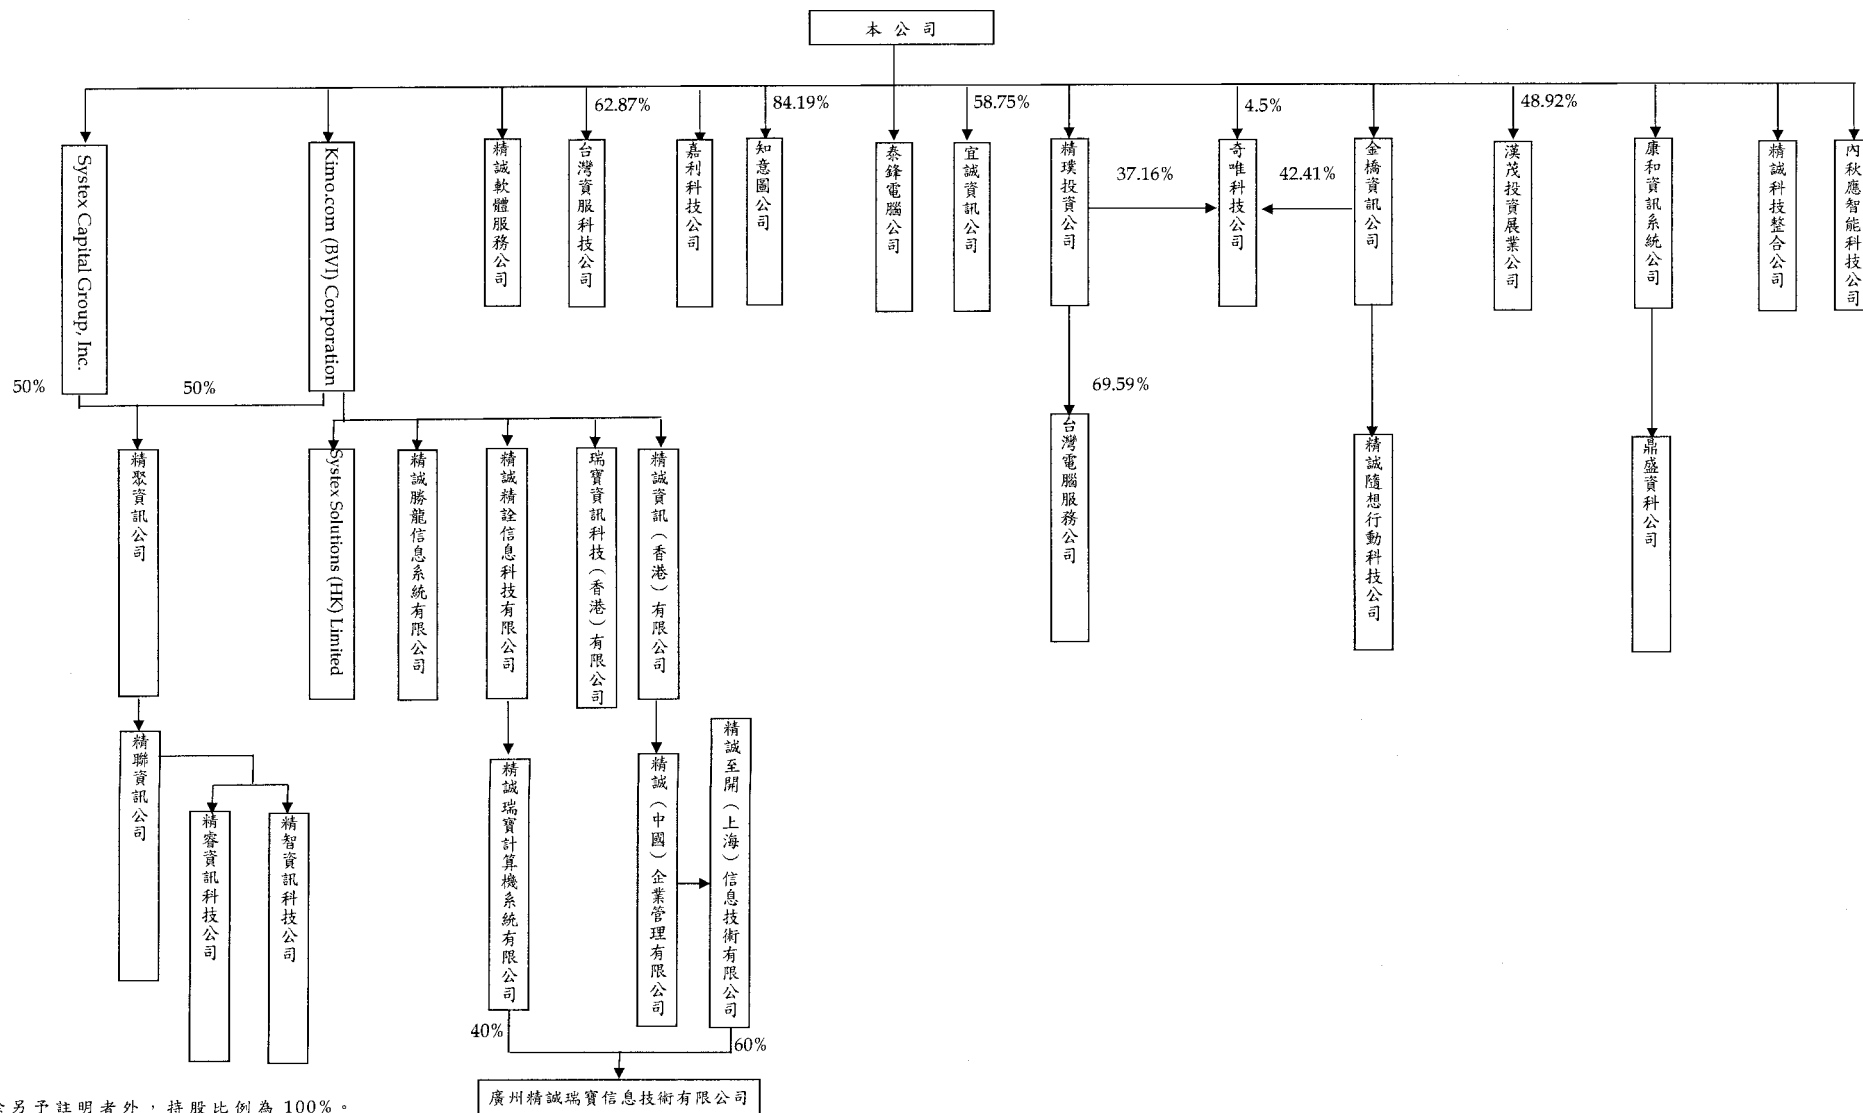 本公司
62.87%
84.19%
58.75%
4.5%
48.92%
Systex Capital Group, Inc.
Kimo.com (BVI) Corporation
精誠軟體服務公司
台灣資服科技公司
嘉利科技公司
知意圖公司
泰鋒電腦公司
宜誠資訊公司
精璞投資公司
37.16%
奇唯科技公司
42.41%
金橋資訊公司
漢茂投資展業公司
康和資訊系統公司
精誠科技整合公司
內秋應智能科技公司
50%
50%
69.59%
精聚資訊公司
Systex Solutions (HK) Limited
精誠勝龍信息系統有限公司
精誠精詮信息科技有限公司
瑞寶資訊科技（香港）有限公司
精誠資訊（香港）有限公司
台灣電腦服務公司
精誠隨想行動科技公司
鼎盛資科公司
精聯資訊公司
精睿資訊科技公司
精智資訊科技公司
精誠瑞寶計算機系統有限公司
精誠（中國）企業管理有限公司
精誠至開（上海）信息技術有限公司
40%
60%
廣州精誠瑞寶信息技術有限公司
另予註明者外，持股比例為 100%。